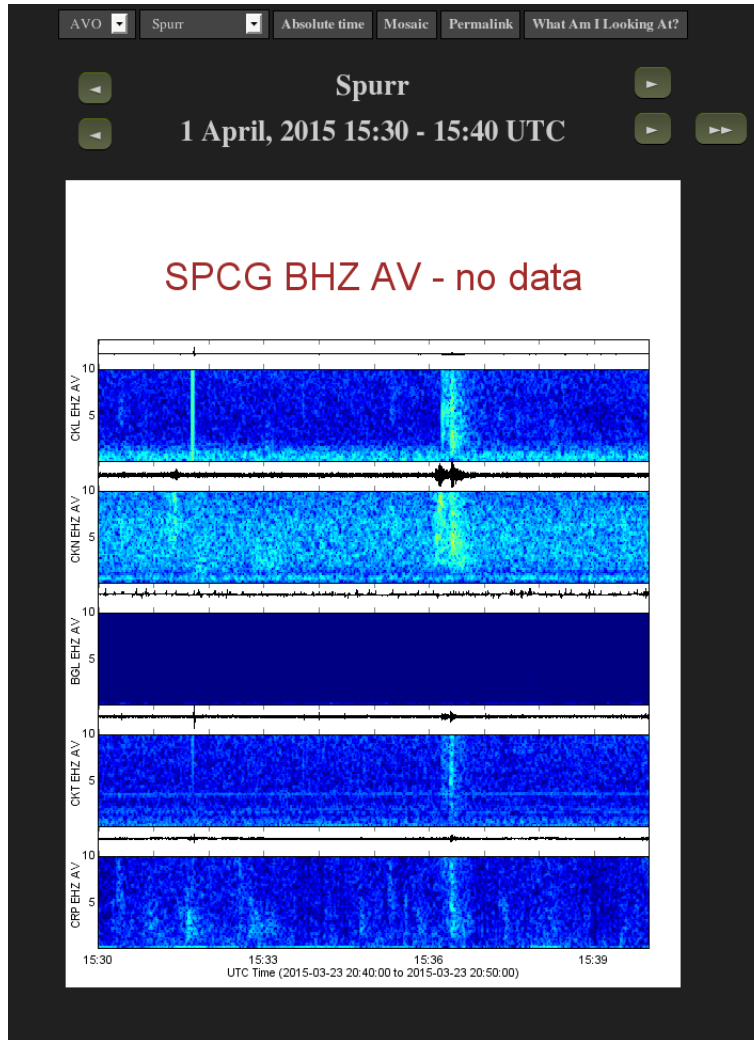 AVO Spurr Absolute time Mosaic Permalink What Am I Looking At?
Spurr
1 April, 2015 15:30 - 15:40 UTC
SPCG BHZ AV - no data
10
5
CKL EHZ AV
10
5
CKN EHZ AV
10
5
BGL EHZ AV
10
5
CKT EHZ AV
10
5
CRP EHZ AV
15:30 15:33 15:36 15:39
UTC Time (2015-03-23 20:40:00 to 2015-03-23 20:50:00)